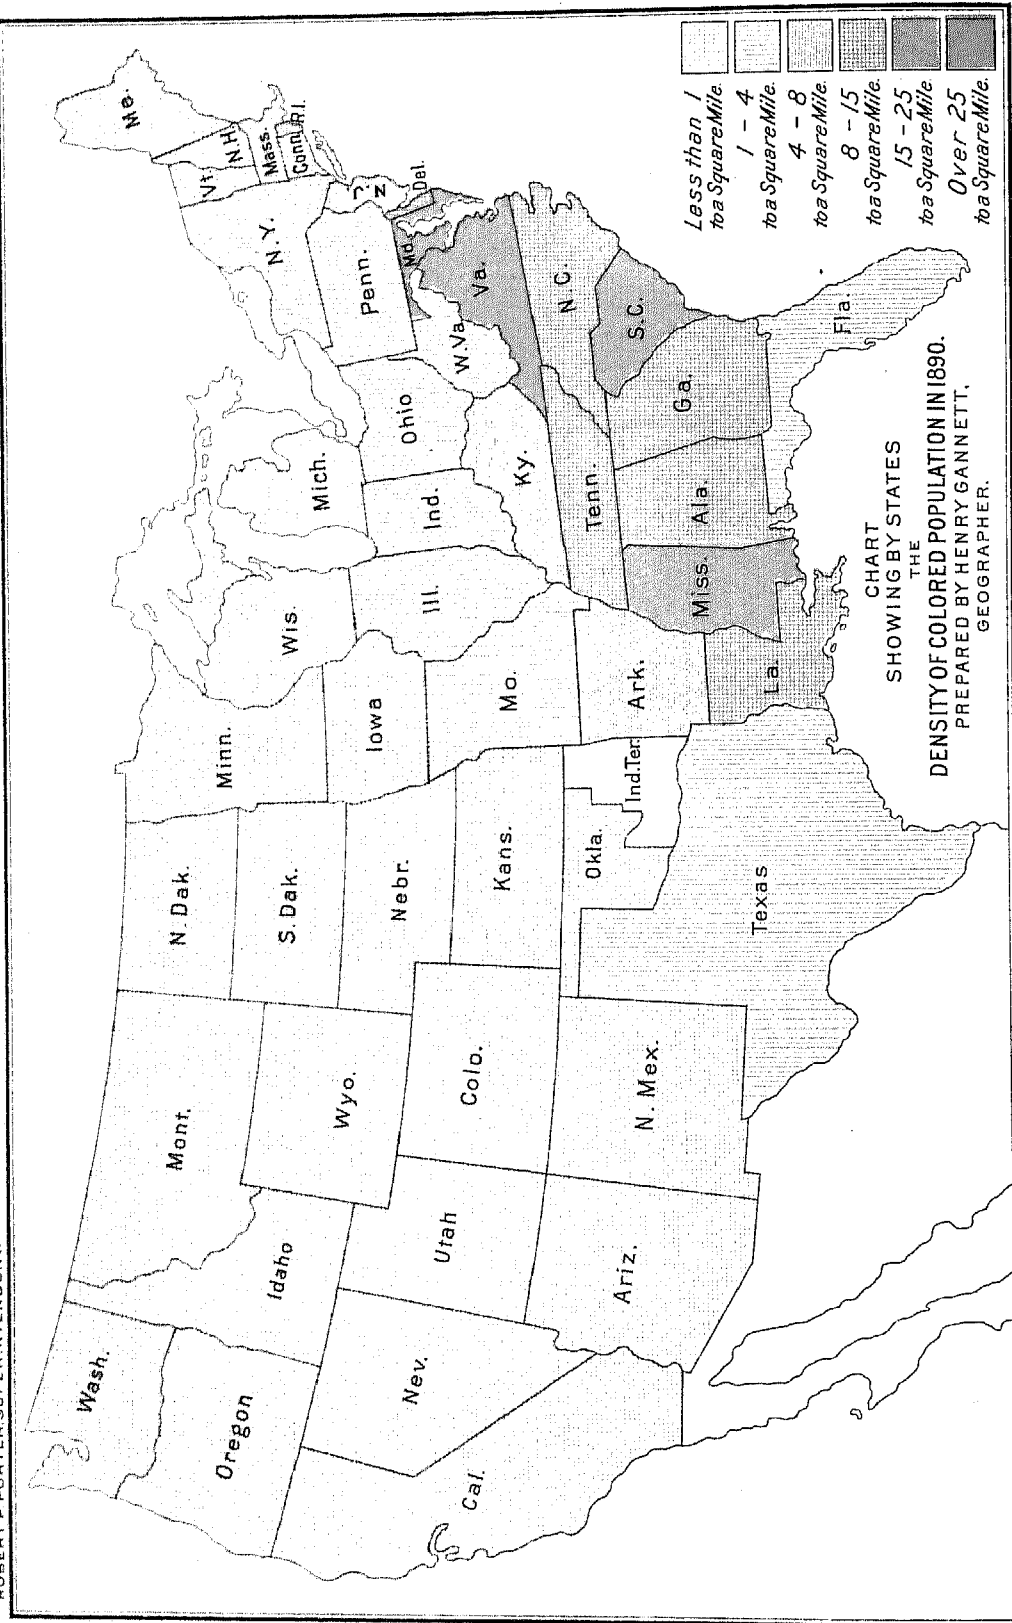 ROBERT P. PORTER, SUPERINTENDENT.
Wash.
Oregon
Cal.
Nev.
Idaho
Mont.
Wyo.
Utah
Ariz.
Colo.
N. Mex.
N. Dak.
S. Dak.
Nebr.
Kans.
Okla.
Ind. Ter.
Texas
Minn.
Iowa
Mo.
Ark.
La.
Wis.
Ill.
Mich.
Ind.
Ohio
Ky.
Tenn.
Miss.
Ala.
Ga.
Fla.
S.C.
N C.
Va.
W. Va.
Md.
Del.
Penn.
N.J.
N.Y.
Vt.
N.H.
Me.
Mass.
Conn.
R.I.
CHART
SHOWING BY STATES
THE
DENSITY OF COLORED POPULATION IN 1890.
PREPARED BY HENRY GANNETT,
GEOGRAPHER.
Less than 1
to a Square Mile.
1 - 4
to a Square Mile.
4 - 8
to a Square Mile.
8 - 15
to a Square Mile.
15 - 25
to a Square Mile.
Over 25
to a Square Mile.